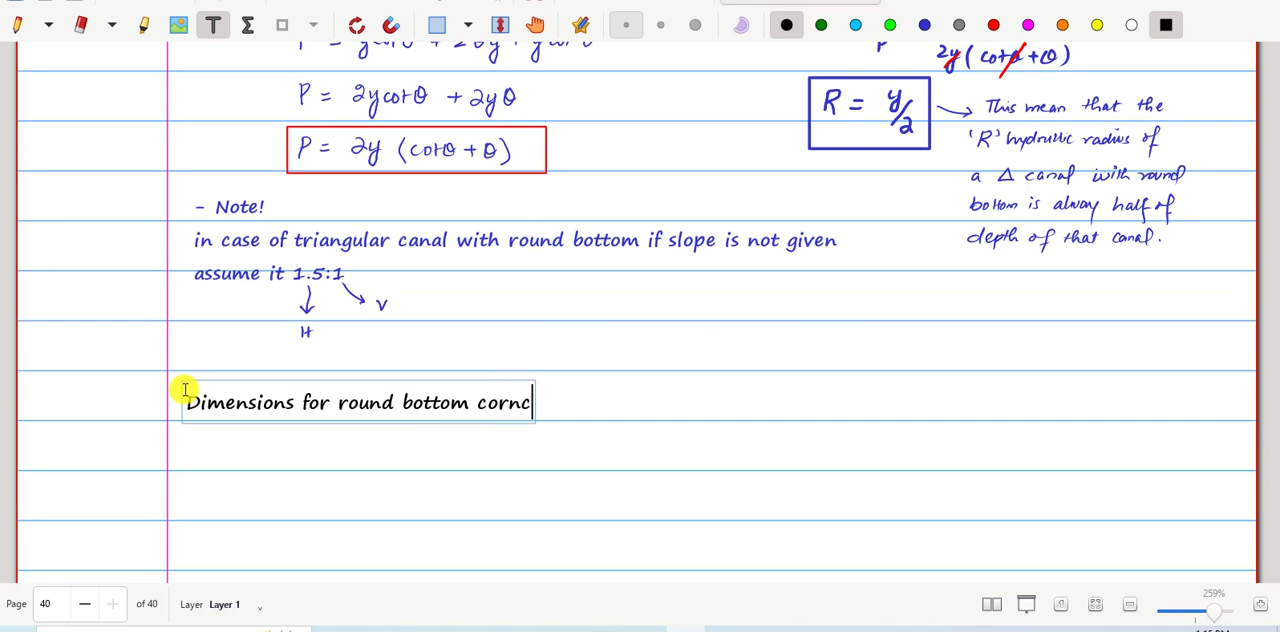 P = 2ycotθ + 2yθ
P = 2y (cotθ + θ)
- Note!
in case of triangular canal with round bottom if slope is not given
assume it 1.5:1
V
H
Dimensions for round bottom cornc
2y ( cotθ + θ )
R = y/2
This mean that the
'R' hydrullic radius of
a Δ canal with round
bottom is alway half of
depth of that canal.
Page 40 of 40 Layer Layer 1
259%